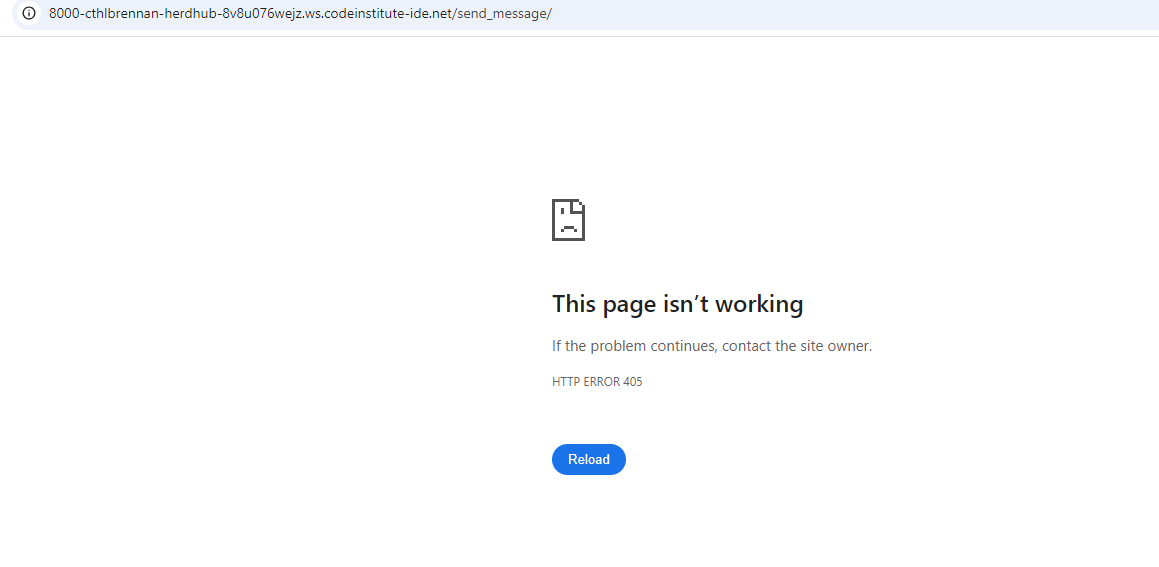 8000-cthlbrennan-herdhub-8v8u076wejz.ws.codeinstitute-ide.net/send_message/
This page isn’t working
If the problem continues, contact the site owner.
HTTP ERROR 405
Reload